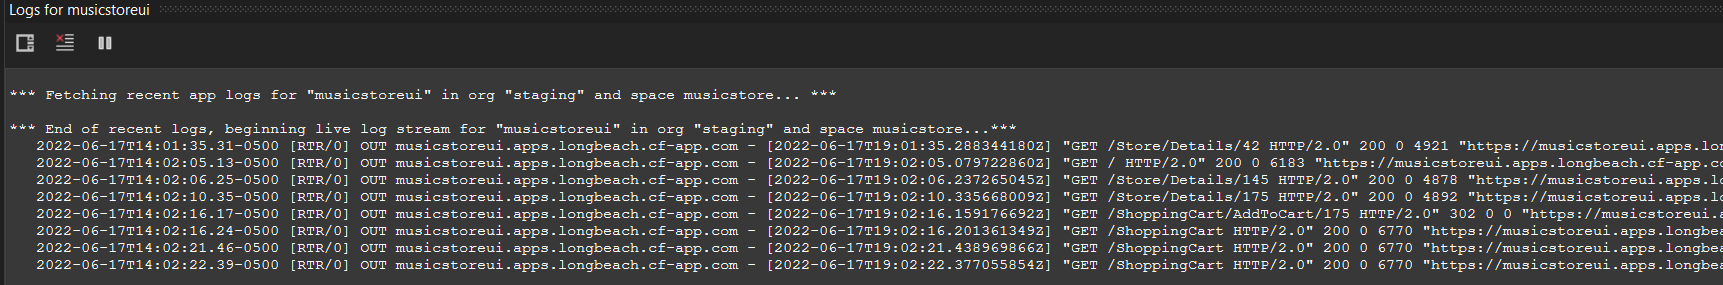 Logs for musicstoreui
*** Fetching recent app logs for "musicstoreui" in org "staging" and space musicstore... ***
*** End of recent logs, beginning live log stream for "musicstoreui" in org "staging" and space musicstore...***
2022-06-17T14:01:35.31-0500 [RTR/0] OUT musicstoreui.apps.longbeach.cf-app.com - [2022-06-17T19:01:35.288344180Z] "GET /Store/Details/42 HTTP/2.0" 200 0 4921 "https://musicstoreui.apps.lon
2022-06-17T14:02:05.13-0500 [RTR/0] OUT musicstoreui.apps.longbeach.cf-app.com - [2022-06-17T19:02:05.079722860Z] "GET / HTTP/2.0" 200 0 6183 "https://musicstoreui.apps.longbeach.cf-app.co
2022-06-17T14:02:06.25-0500 [RTR/0] OUT musicstoreui.apps.longbeach.cf-app.com - [2022-06-17T19:02:06.237265045Z] "GET /Store/Details/145 HTTP/2.0" 200 0 4878 "https://musicstoreui.apps.lo
2022-06-17T14:02:10.35-0500 [RTR/0] OUT musicstoreui.apps.longbeach.cf-app.com - [2022-06-17T19:02:10.335668009Z] "GET /Store/Details/175 HTTP/2.0" 200 0 4892 "https://musicstoreui.apps.lo
2022-06-17T14:02:16.17-0500 [RTR/0] OUT musicstoreui.apps.longbeach.cf-app.com - [2022-06-17T19:02:16.159176692Z] "GET /ShoppingCart/AddToCart/175 HTTP/2.0" 302 0 0 "https://musicstoreui.a
2022-06-17T14:02:16.24-0500 [RTR/0] OUT musicstoreui.apps.longbeach.cf-app.com - [2022-06-17T19:02:16.201361349Z] "GET /ShoppingCart HTTP/2.0" 200 0 6770 "https://musicstoreui.apps.longbea
2022-06-17T14:02:21.46-0500 [RTR/0] OUT musicstoreui.apps.longbeach.cf-app.com - [2022-06-17T19:02:21.438969866Z] "GET /ShoppingCart HTTP/2.0" 200 0 6770 "https://musicstoreui.apps.longbea
2022-06-17T14:02:22.39-0500 [RTR/0] OUT musicstoreui.apps.longbeach.cf-app.com - [2022-06-17T19:02:22.377055854Z] "GET /ShoppingCart HTTP/2.0" 200 0 6770 "https://musicstoreui.apps.longbea